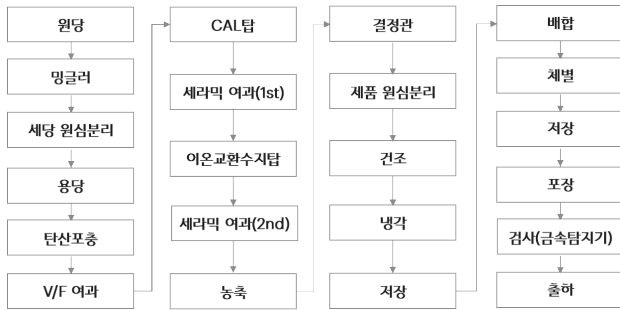 원당
밍글러
세당 원심분리
용당
탄산포충
V/F 여과
CAL탑
세라믹 여과(1st)
이온교환수지탑
세라믹 여과(2nd)
농축
결정관
제품 원심분리
건조
냉각
저장
배합
체별
저장
포장
검사(금속탐지기)
출하